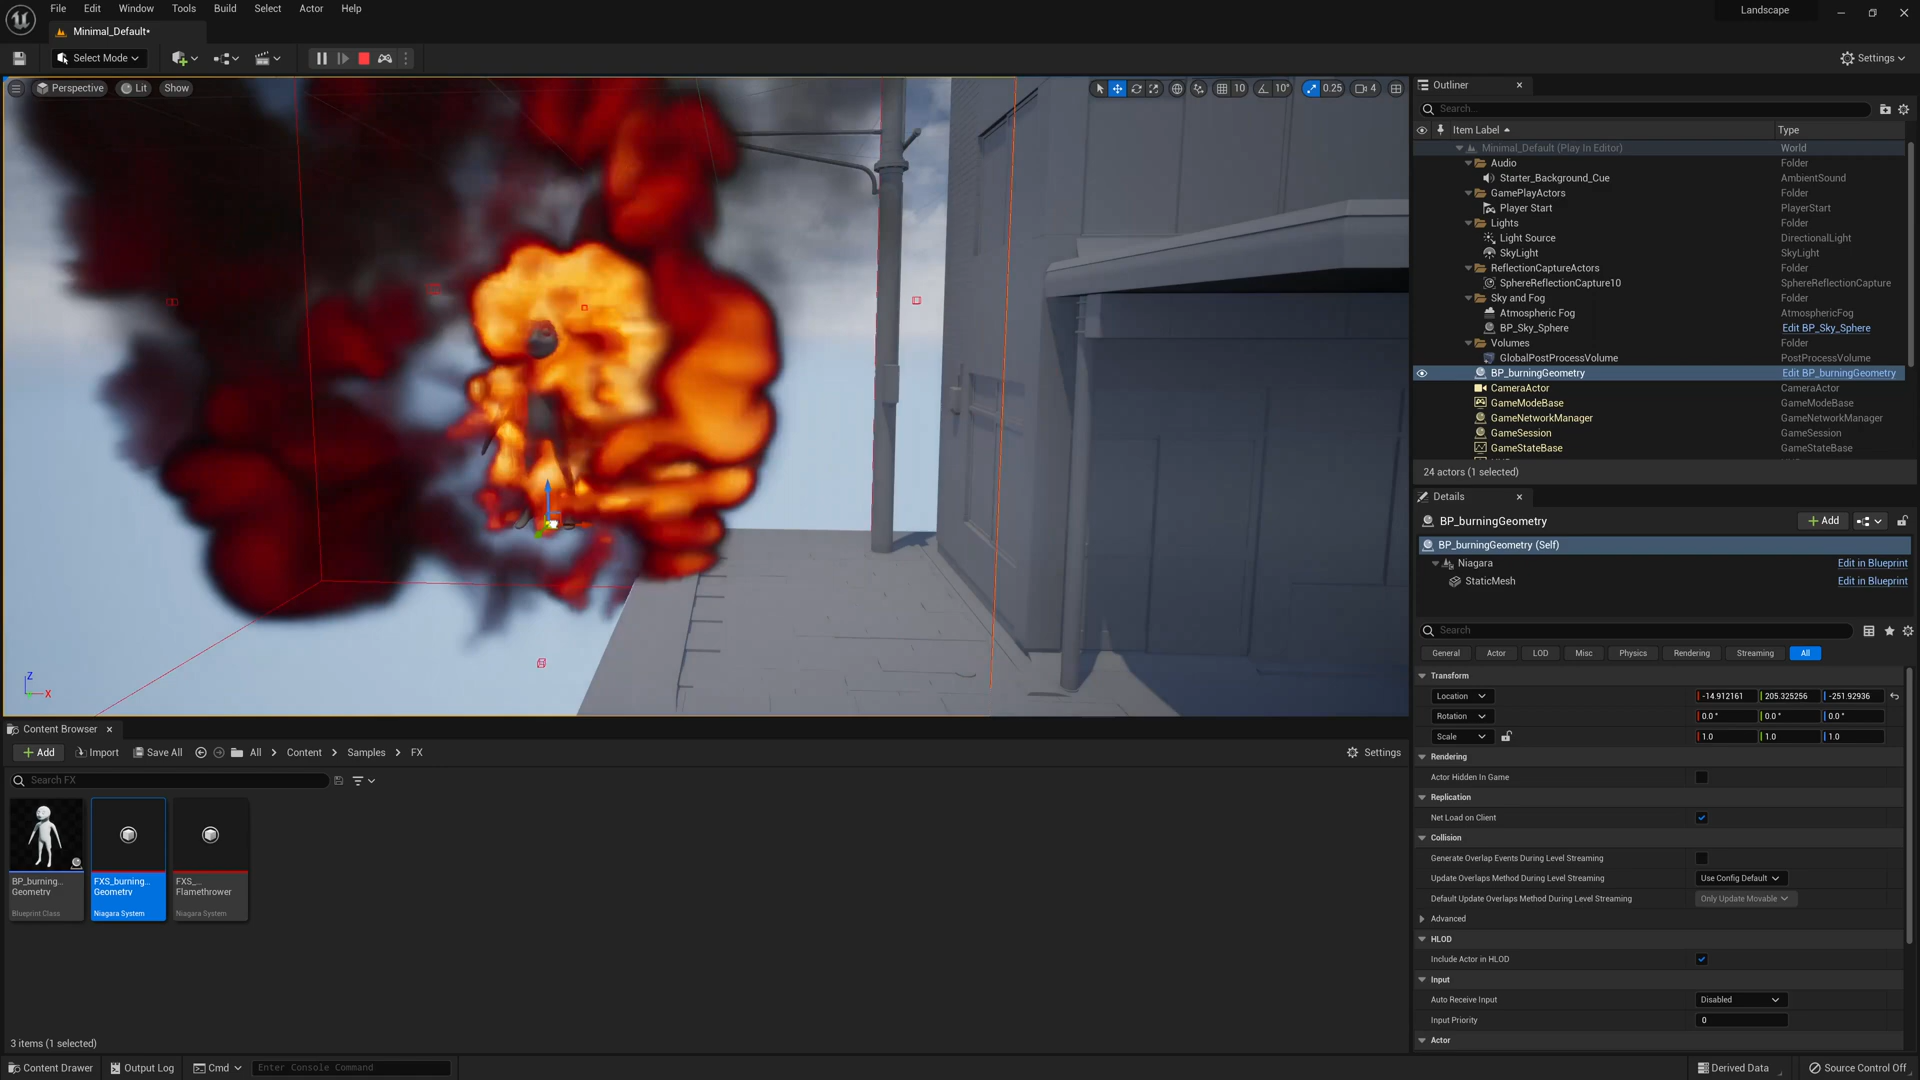 File Edit Window Tools Build Select Actor Help
Landscape
Minimal_Default•
Select Mode
Settings
Perspective Lit Show
10 10° 0.25 4
Outliner
Search...
Item Label Type
Minimal_Default (Play In Editor) World
Audio Folder
Starter_Background_Cue AmbientSound
GamePlayActors Folder
Player Start PlayerStart
Lights Folder
Light Source DirectionalLight
SkyLight SkyLight
ReflectionCaptureActors Folder
SphereReflectionCapture10 SphereReflectionCapture
Sky and Fog Folder
Atmospheric Fog AtmosphericFog
BP_Sky_Sphere Edit BP_Sky_Sphere
Volumes Folder
GlobalPostProcessVolume PostProcessVolume
BP_burningGeometry Edit BP_burningGeometry
CameraActor CameraActor
GameModeBase GameModeBase
GameNetworkManager GameNetworkManager
GameSession GameSession
GameStateBase GameStateBase
24 actors (1 selected)
Details
BP_burningGeometry
Add
BP_burningGeometry (Self)
Niagara Edit in Blueprint
StaticMesh Edit in Blueprint
Search
General Actor LOD Misc Physics Rendering Streaming All
Transform
Location -14.912161 205.325256 -251.92936
Rotation 0.0 ° 0.0 ° 0.0 °
Scale 1.0 1.0 1.0
Rendering
Actor Hidden In Game
Replication
Net Load on Client
Collision
Generate Overlap Events During Level Streaming
Update Overlaps Method During Level Streaming Use Config Default
Default Update Overlaps Method During Level Streaming Only Update Movable
Advanced
HLOD
Include Actor in HLOD
Input
Auto Receive Input Disabled
Input Priority 0
Actor
Z
X
Content Browser
Add Import Save All All Content Samples FX Settings
Search FX
BP_burning...
Geometry
Blueprint Class
FXS_burning...
Geometry
Niagara System
FXS_...
Flamethrower
Niagara System
3 items (1 selected)
Content Drawer Output Log Cmd Enter Console Command Derived Data Source Control Off